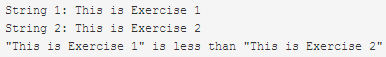 String 1: This is Exercise 1
String 2: This is Exercise 2
"This is Exercise 1" is less than "This is Exercise 2"